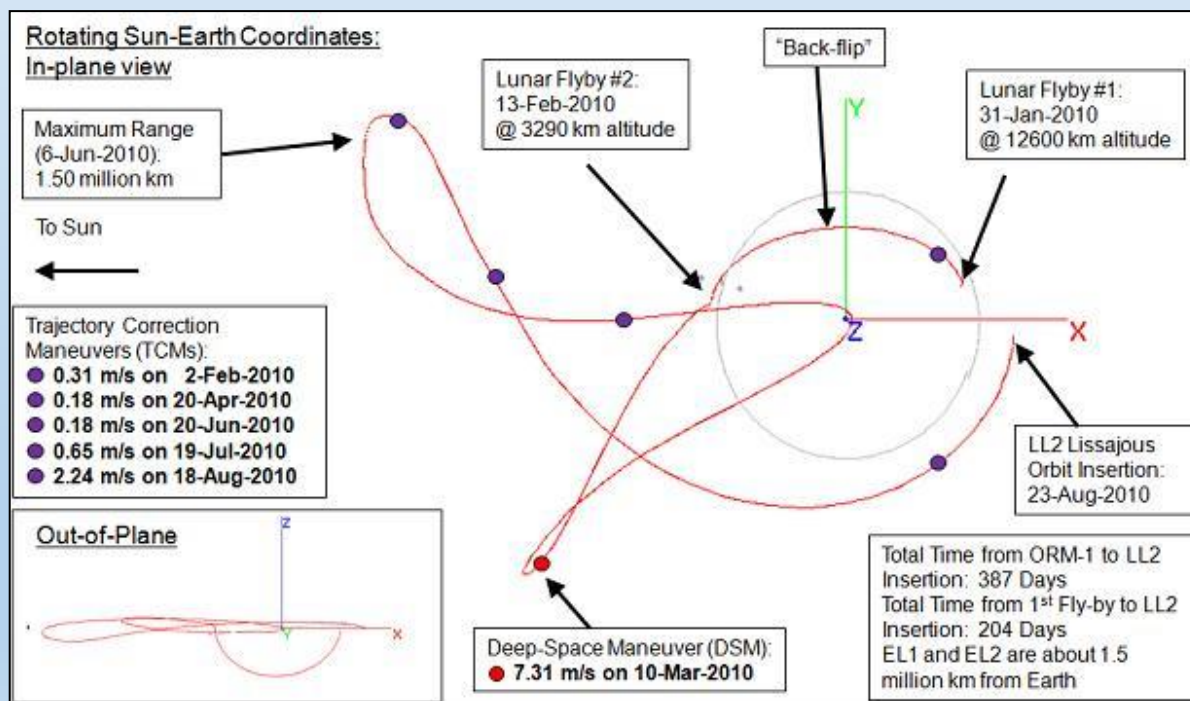 Rotating Sun-Earth Coordinates:
In-plane view
"Back-flip"
Lunar Flyby #2:
13-Feb-2010
@ 3290 km altitude
Lunar Flyby #1:
31-Jan-2010
@ 12600 km altitude
Y
Maximum Range
(6-Jun-2010):
1.50 million km
To Sun
Z
X
Trajectory Correction
Maneuvers (TCMs):
0.31 m/s on 2-Feb-2010
0.18 m/s on 20-Apr-2010
0.18 m/s on 20-Jun-2010
0.65 m/s on 19-Jul-2010
2.24 m/s on 18-Aug-2010
LL2 Lissajous
Orbit Insertion:
23-Aug-2010
Out-of-Plane
Z
Y
X
Deep-Space Maneuver (DSM):
7.31 m/s on 10-Mar-2010
Total Time from ORM-1 to LL2
Insertion: 387 Days
Total Time from 1st Fly-by to LL2
Insertion: 204 Days
EL1 and EL2 are about 1.5
million km from Earth